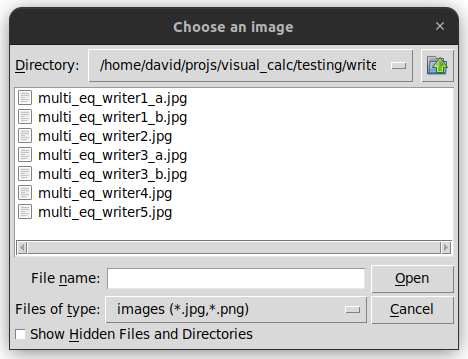 Choose an image
Directory: /home/david/projs/visual_calc/testing/write
multi_eq_writer1_a.jpg
multi_eq_writer1_b.jpg
multi_eq_writer2.jpg
multi_eq_writer3_a.jpg
multi_eq_writer3_b.jpg
multi_eq_writer4.jpg
multi_eq_writer5.jpg
File name: Open
Files of type: images (*.jpg,*.png) Cancel
Show Hidden Files and Directories